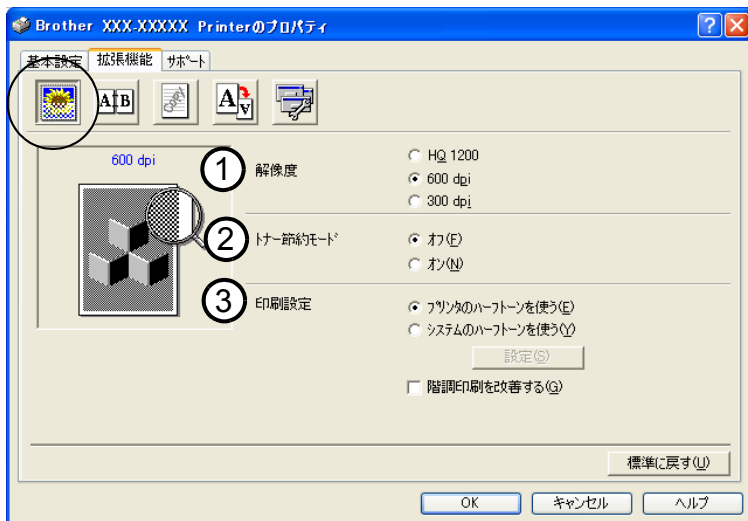 Brother XXX-XXXXX Printerのプロパティ
基本設定 拡張機能 サポート
A B COPY A A
600 dpi
① 解像度
HQ 1200
600 dpi
300 dpi
② トナー節約モード
オフ(F)
オン(N)
③ 印刷設定
プリンタのハーフトーンを使う(E)
システムのハーフトーンを使う(Y)
設定(S)
階調印刷を改善する(G)
標準に戻す(U)
OK キャンセル ヘルプ